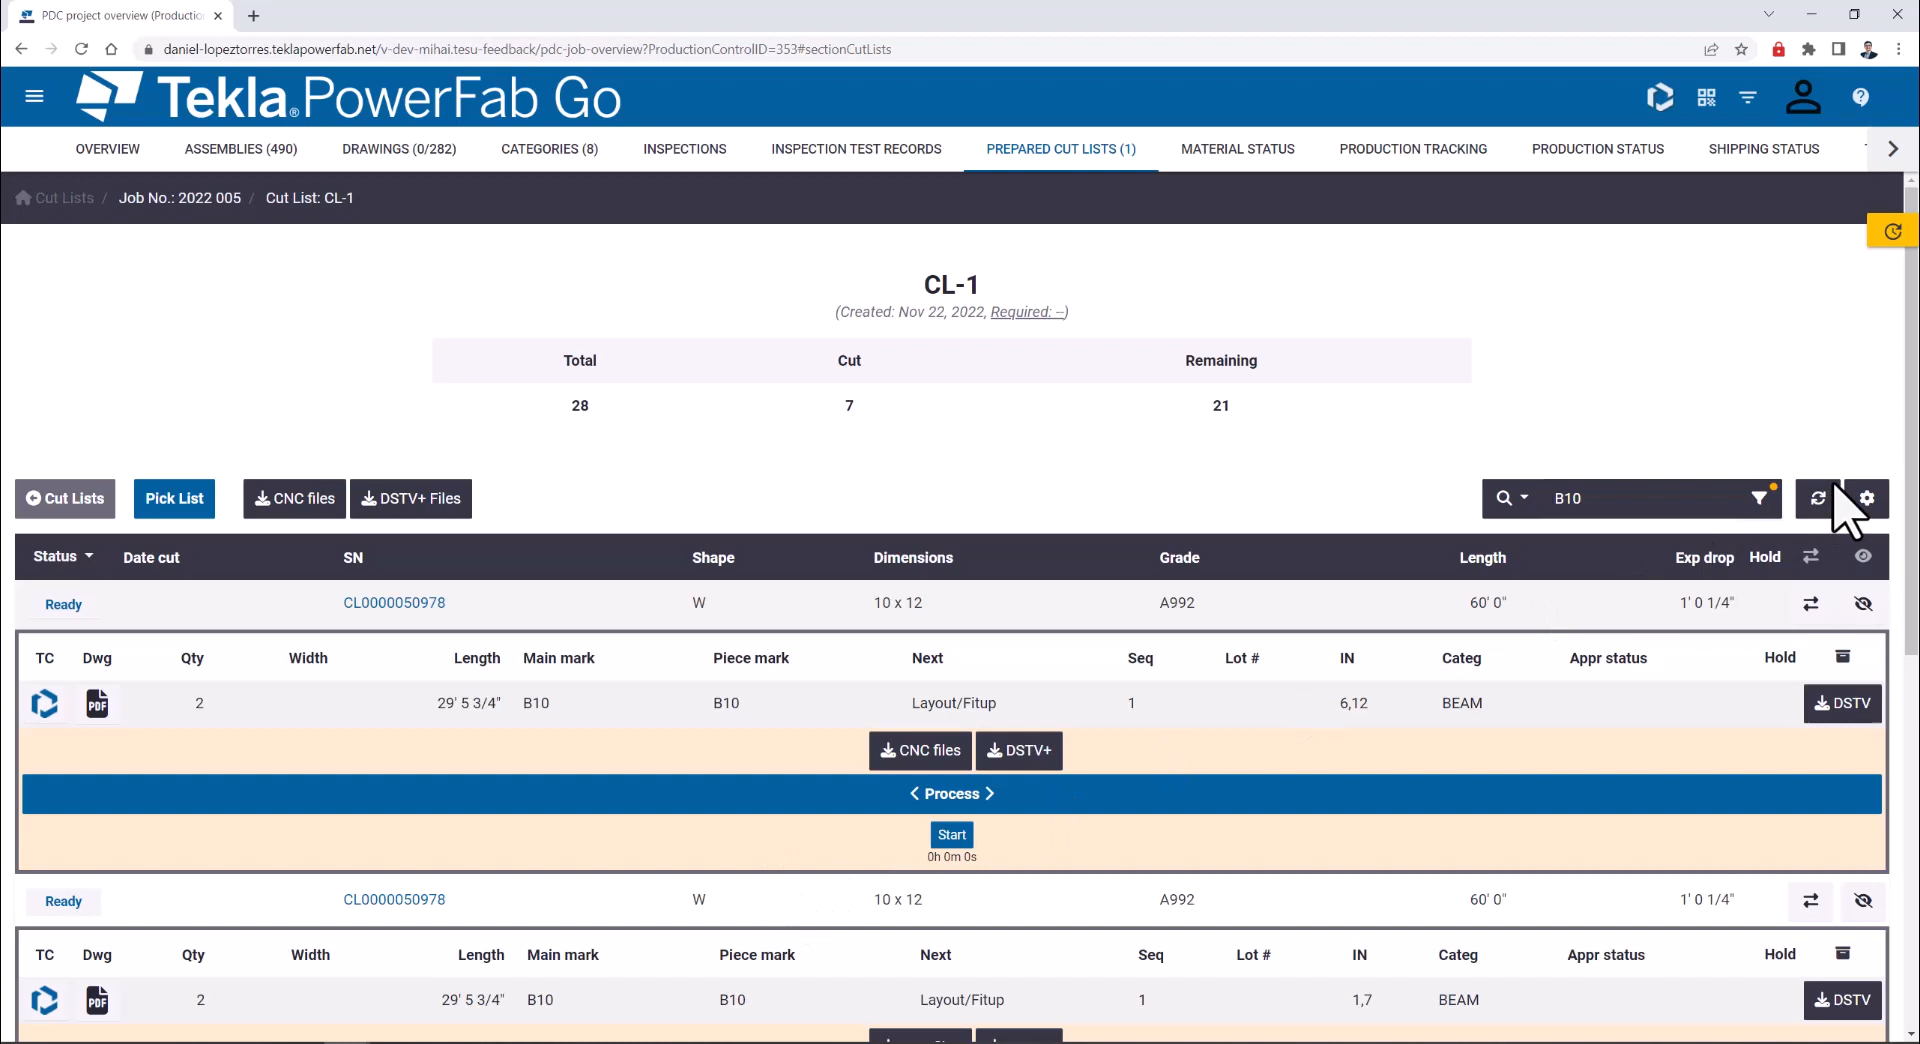 PDC project overview (Productio
daniel-lopeztorres.teklapowerfab.net/v-dev-mihai.tesu-feedback/pdc-job-overview?ProductionControlID=353#sectionCutLists
Tekla® PowerFab Go
OVERVIEW ASSEMBLIES (490) DRAWINGS (0/282) CATEGORIES (8) INSPECTIONS INSPECTION TEST RECORDS PREPARED CUT LISTS (1) MATERIAL STATUS PRODUCTION TRACKING PRODUCTION STATUS SHIPPING STATUS
Cut Lists / Job No.: 2022 005 / Cut List: CL-1
CL-1
(Created: Nov 22, 2022, Required: --)
Total Cut Remaining
28 7 21
Cut Lists Pick List CNC files DSTV+ Files B10
Status Date cut SN Shape Dimensions Grade Length Exp drop Hold
Ready CL0000050978 W 10 x 12 A992 60' 0" 1' 0 1/4"
TC Dwg Qty Width Length Main mark Piece mark Next Seq Lot # IN Categ Appr status Hold
PDF 2 29' 5 3/4" B10 B10 Layout/Fitup 1 6,12 BEAM DSTV
CNC files DSTV+
< Process >
Start
0h 0m 0s
Ready CL0000050978 W 10 x 12 A992 60' 0" 1' 0 1/4"
TC Dwg Qty Width Length Main mark Piece mark Next Seq Lot # IN Categ Appr status Hold
PDF 2 29' 5 3/4" B10 B10 Layout/Fitup 1 1,7 BEAM DSTV